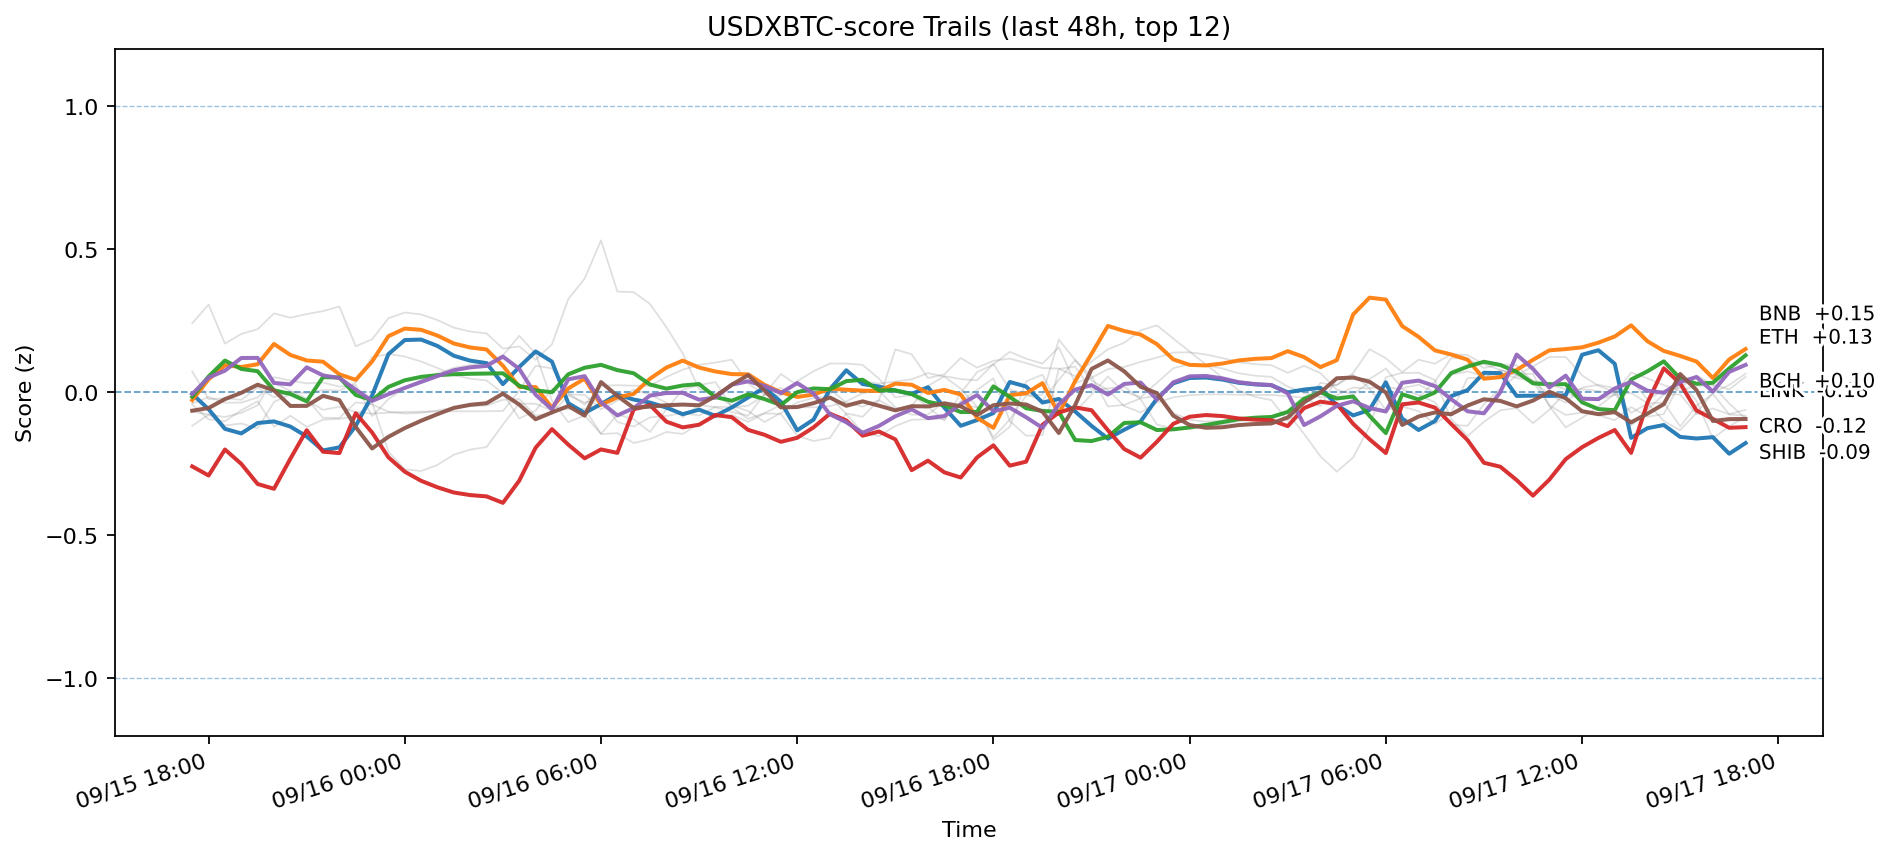 USDXBTC-score Trails (last 48h, top 12)
Score (z)
1.0
0.5
0.0
−0.5
−1.0
BNB +0.15
ETH +0.13
BCH +0.10
LINK -0.18
CRO -0.12
SHIB -0.09
09/15 18:00
09/16 00:00
09/16 06:00
09/16 12:00
09/16 18:00
09/17 00:00
09/17 06:00
09/17 12:00
09/17 18:00
Time